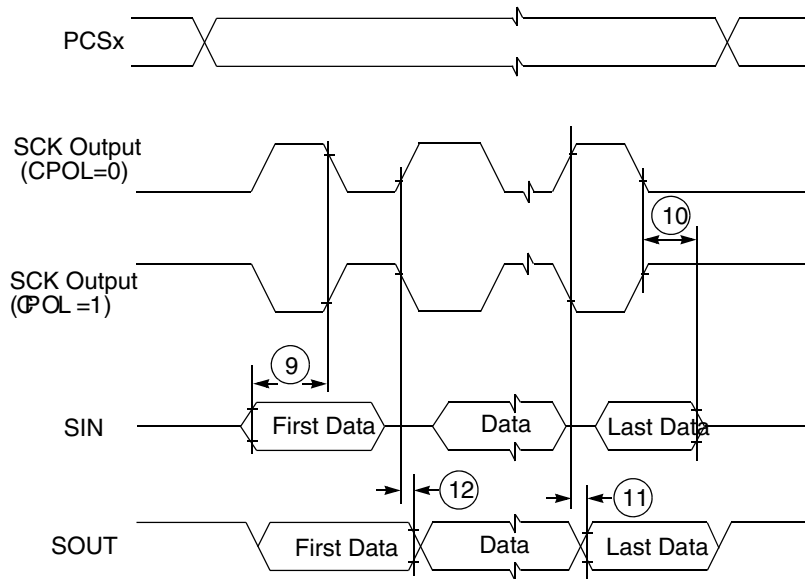 PCSx
SCK Output
(CPOL=0)
10
SCK Output
(CPOL =1)
9
SIN
First Data
Data
Last Data
12
11
SOUT
First Data
Data
Last Data